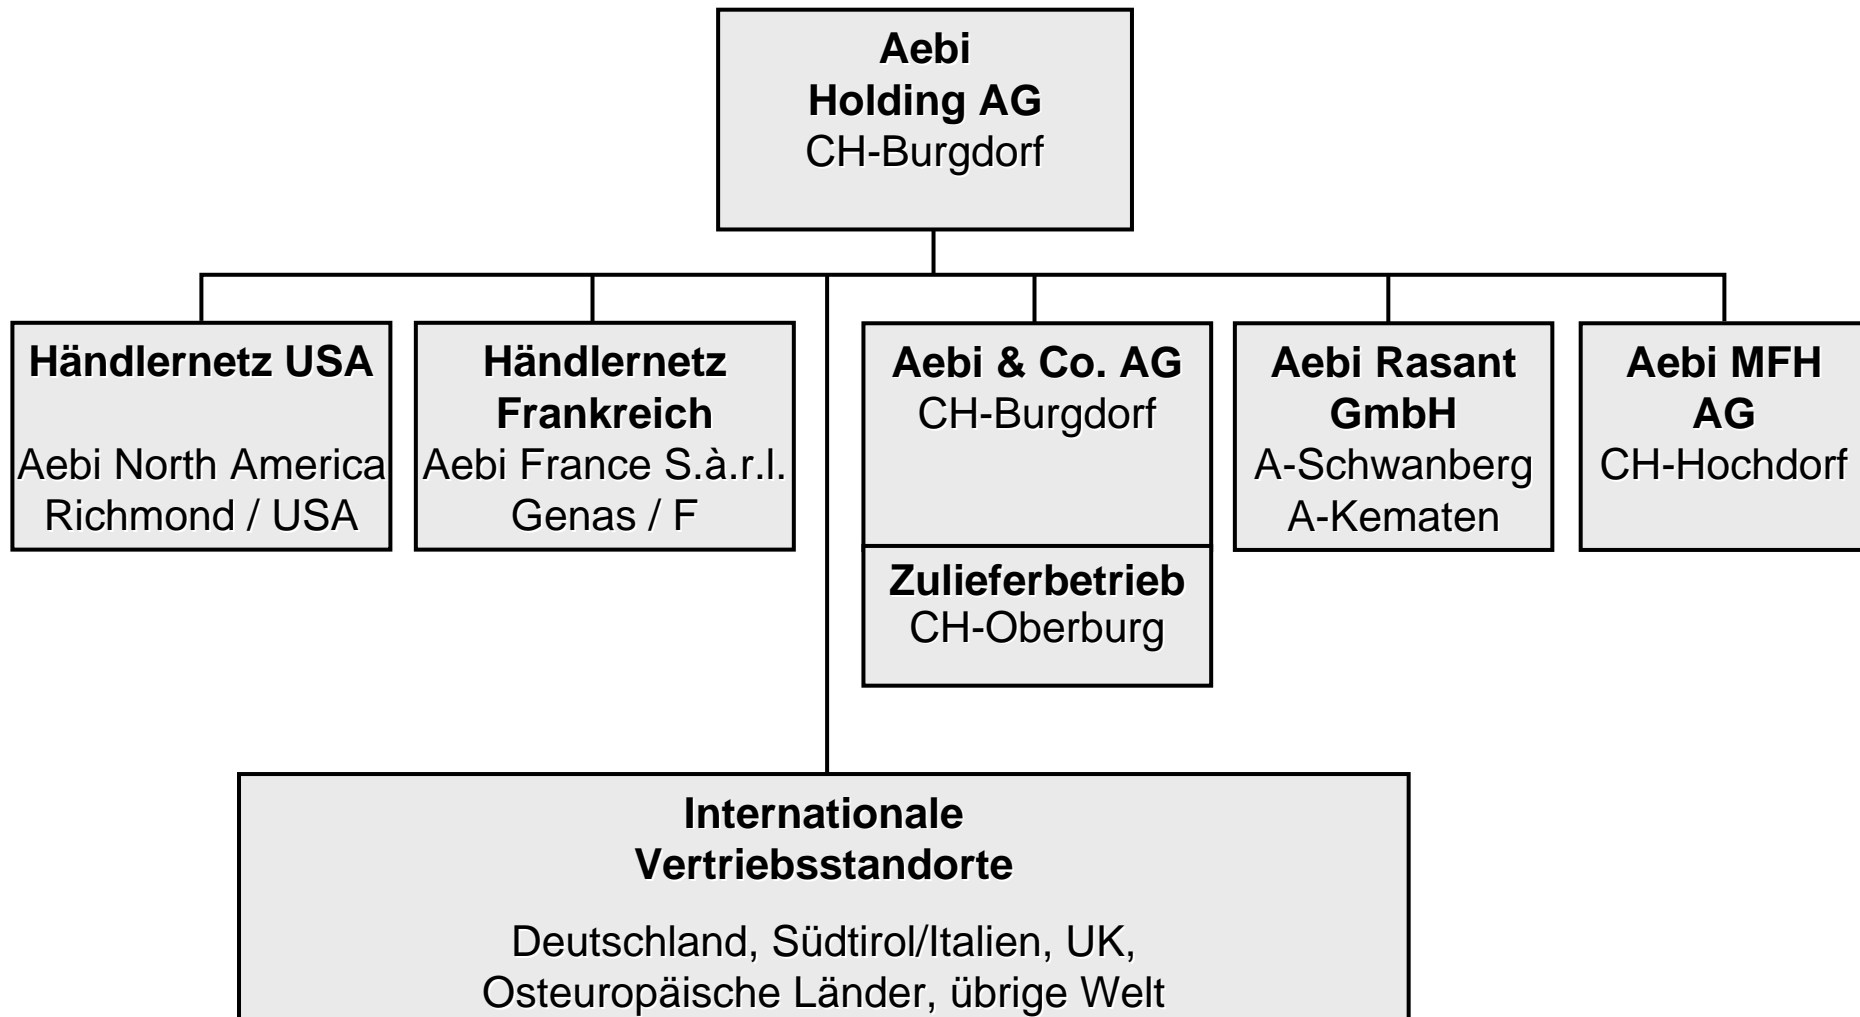 Aebi
Holding AG
CH-Burgdorf
Händlernetz USA
Aebi North America
Richmond / USA
Händlernetz
Frankreich
Aebi France S.à.r.l.
Genas / F
Aebi & Co. AG
CH-Burgdorf
Zulieferbetrieb
CH-Oberburg
Aebi Rasant
GmbH
A-Schwanberg
A-Kematen
Aebi MFH
AG
CH-Hochdorf
Internationale
Vertriebsstandorte
Deutschland, Südtirol/Italien, UK,
Osteuropäische Länder, übrige Welt